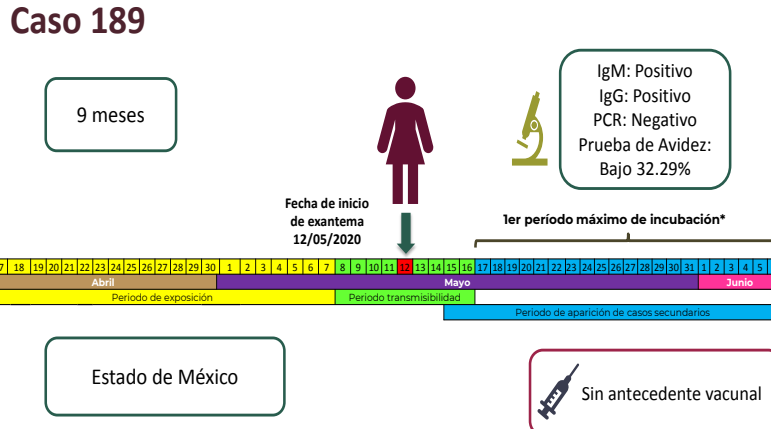 Caso 189
9 meses
IgM: Positivo
IgG: Positivo
PCR: Negativo
Prueba de Avidez:
Bajo 32.29%
Fecha de inicio
de exantema
12/05/2020
1er período máximo de incubación*
7 18 19 20 21 22 23 24 25 26 27 28 29 30 1 2 3 4 5 6 7 8 9 10 11 12 13 14 15 16 17 18 19 20 21 22 23 24 25 26 27 28 29 30 31 1 2 3 4 5
Abril Mayo Junio
Periodo de exposición Periodo transmisibilidad
Periodo de aparición de casos secundarios
Estado de México
Sin antecedente vacunal